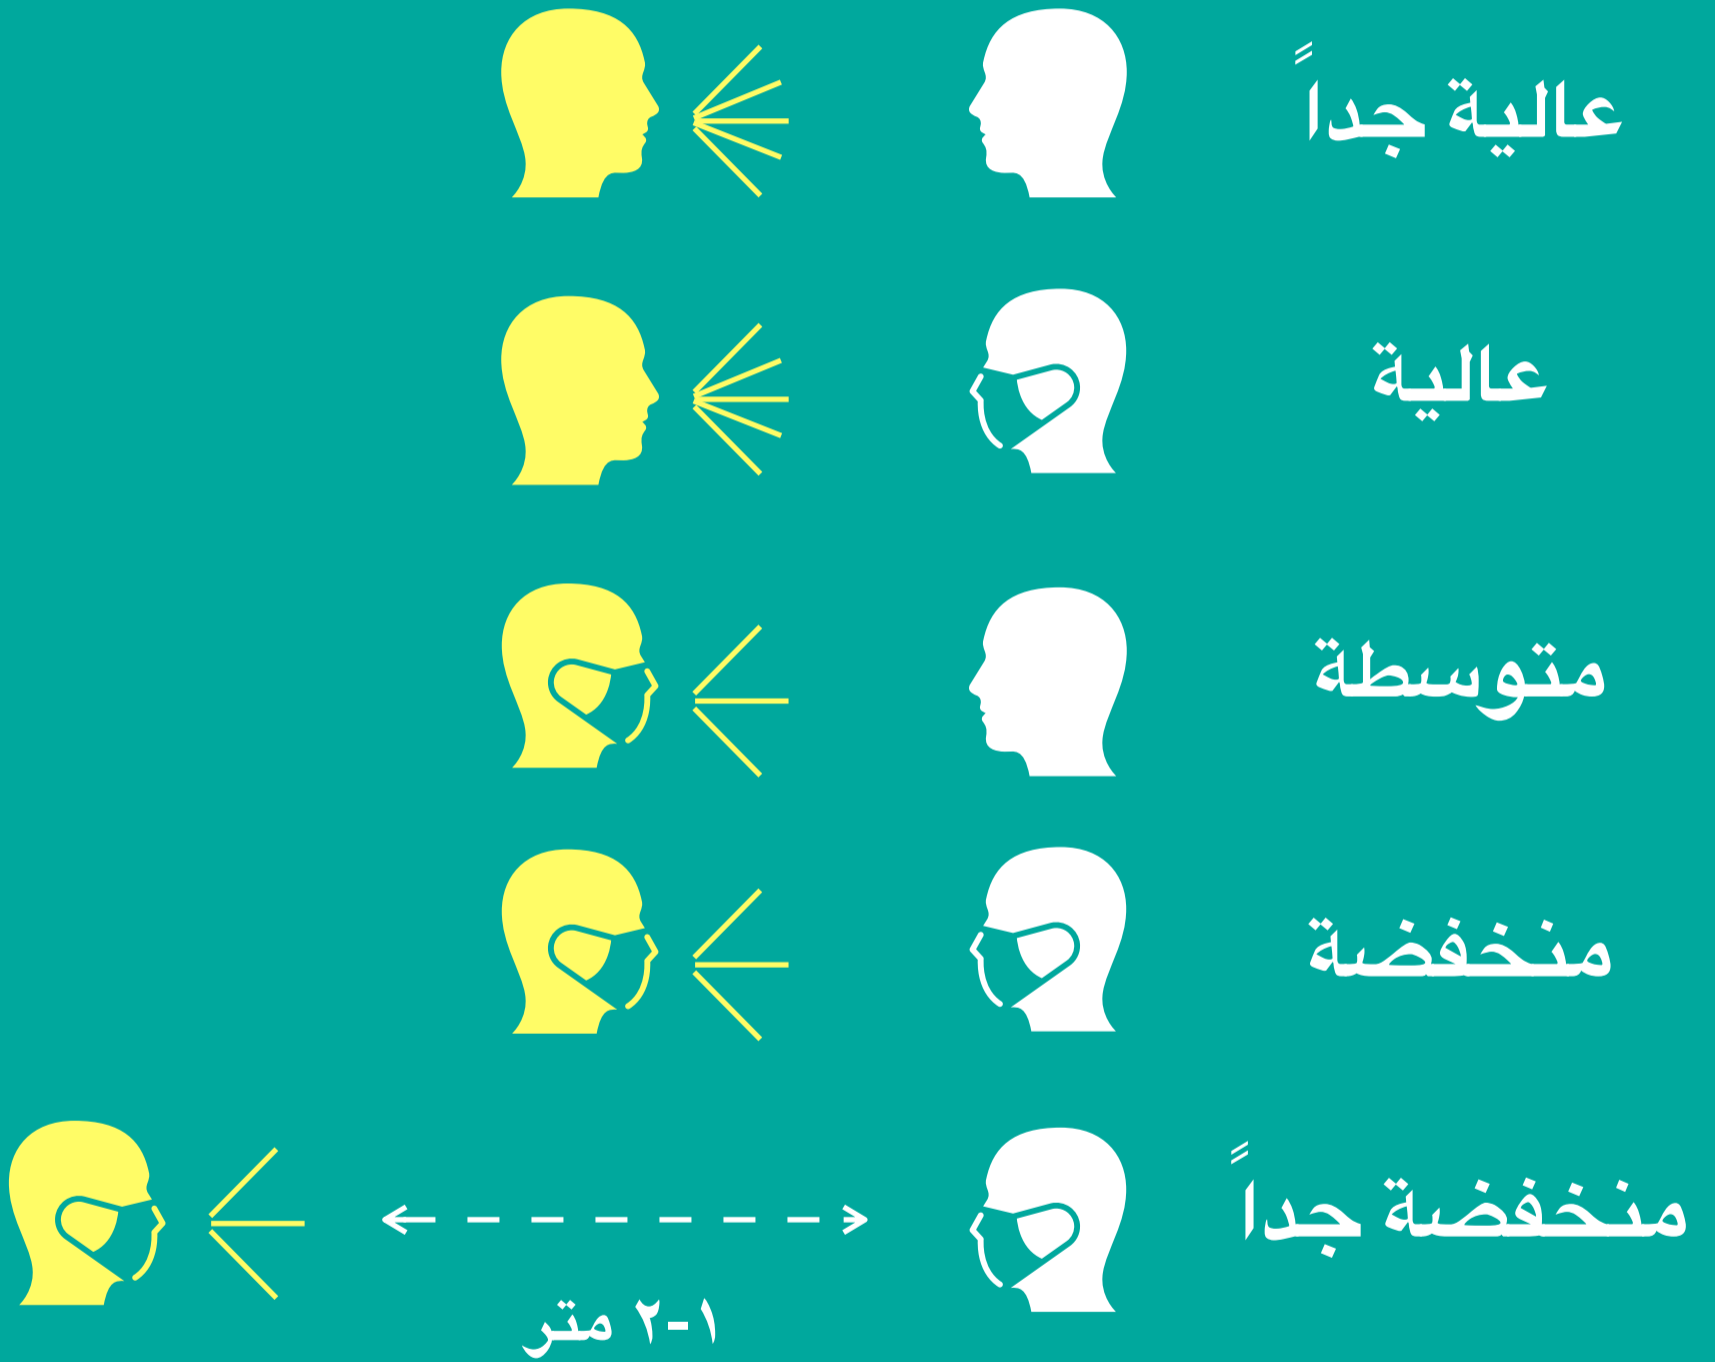 عالية جداً
عالية
متوسطة
منخفضة
منخفضة جداً
١-٢ متر